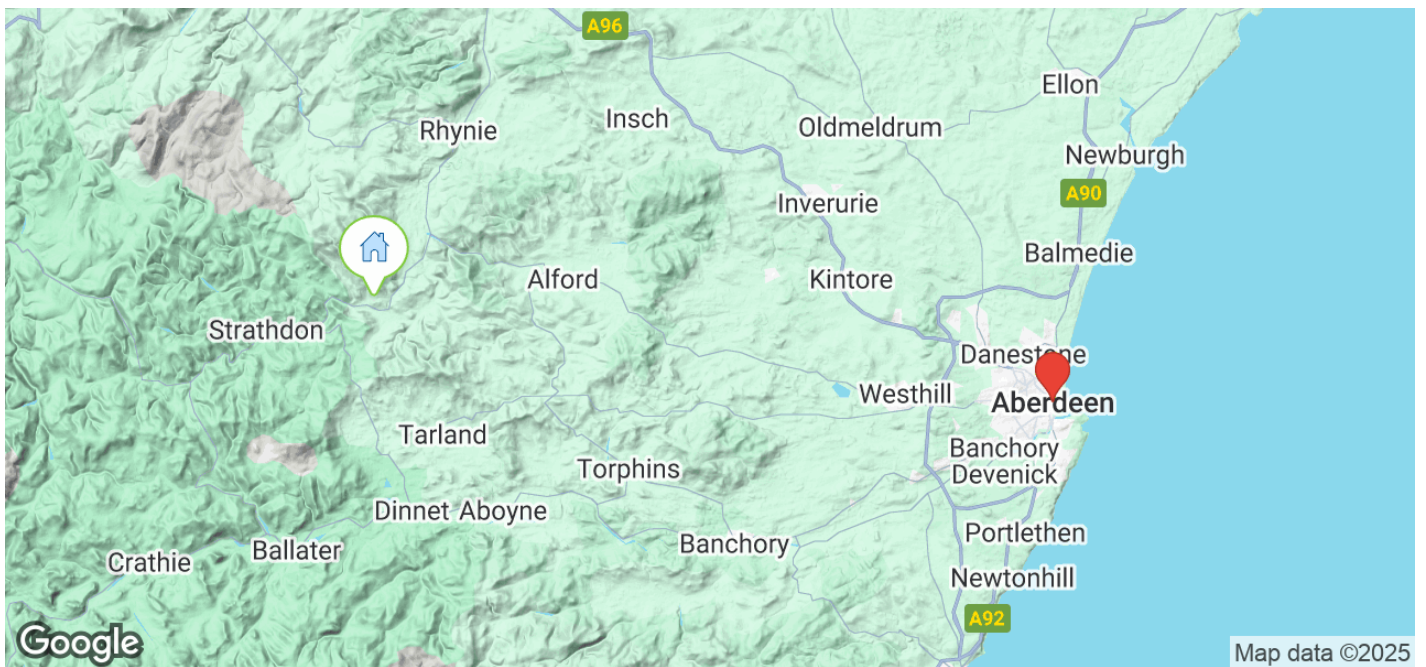 A96
Ellon
Rhynie
Insch
Oldmeldrum
Newburgh
A90
Inverurie
Balmedie
Alford
Kintore
Strathdon
Danestone
Westhill
Aberdeen
Tarland
Banchory
Devenick
Torphins
Dinnet
Aboyne
Portlethen
Banchory
Ballater
Crathie
Newtonhill
A92
Google
Map data ©2025